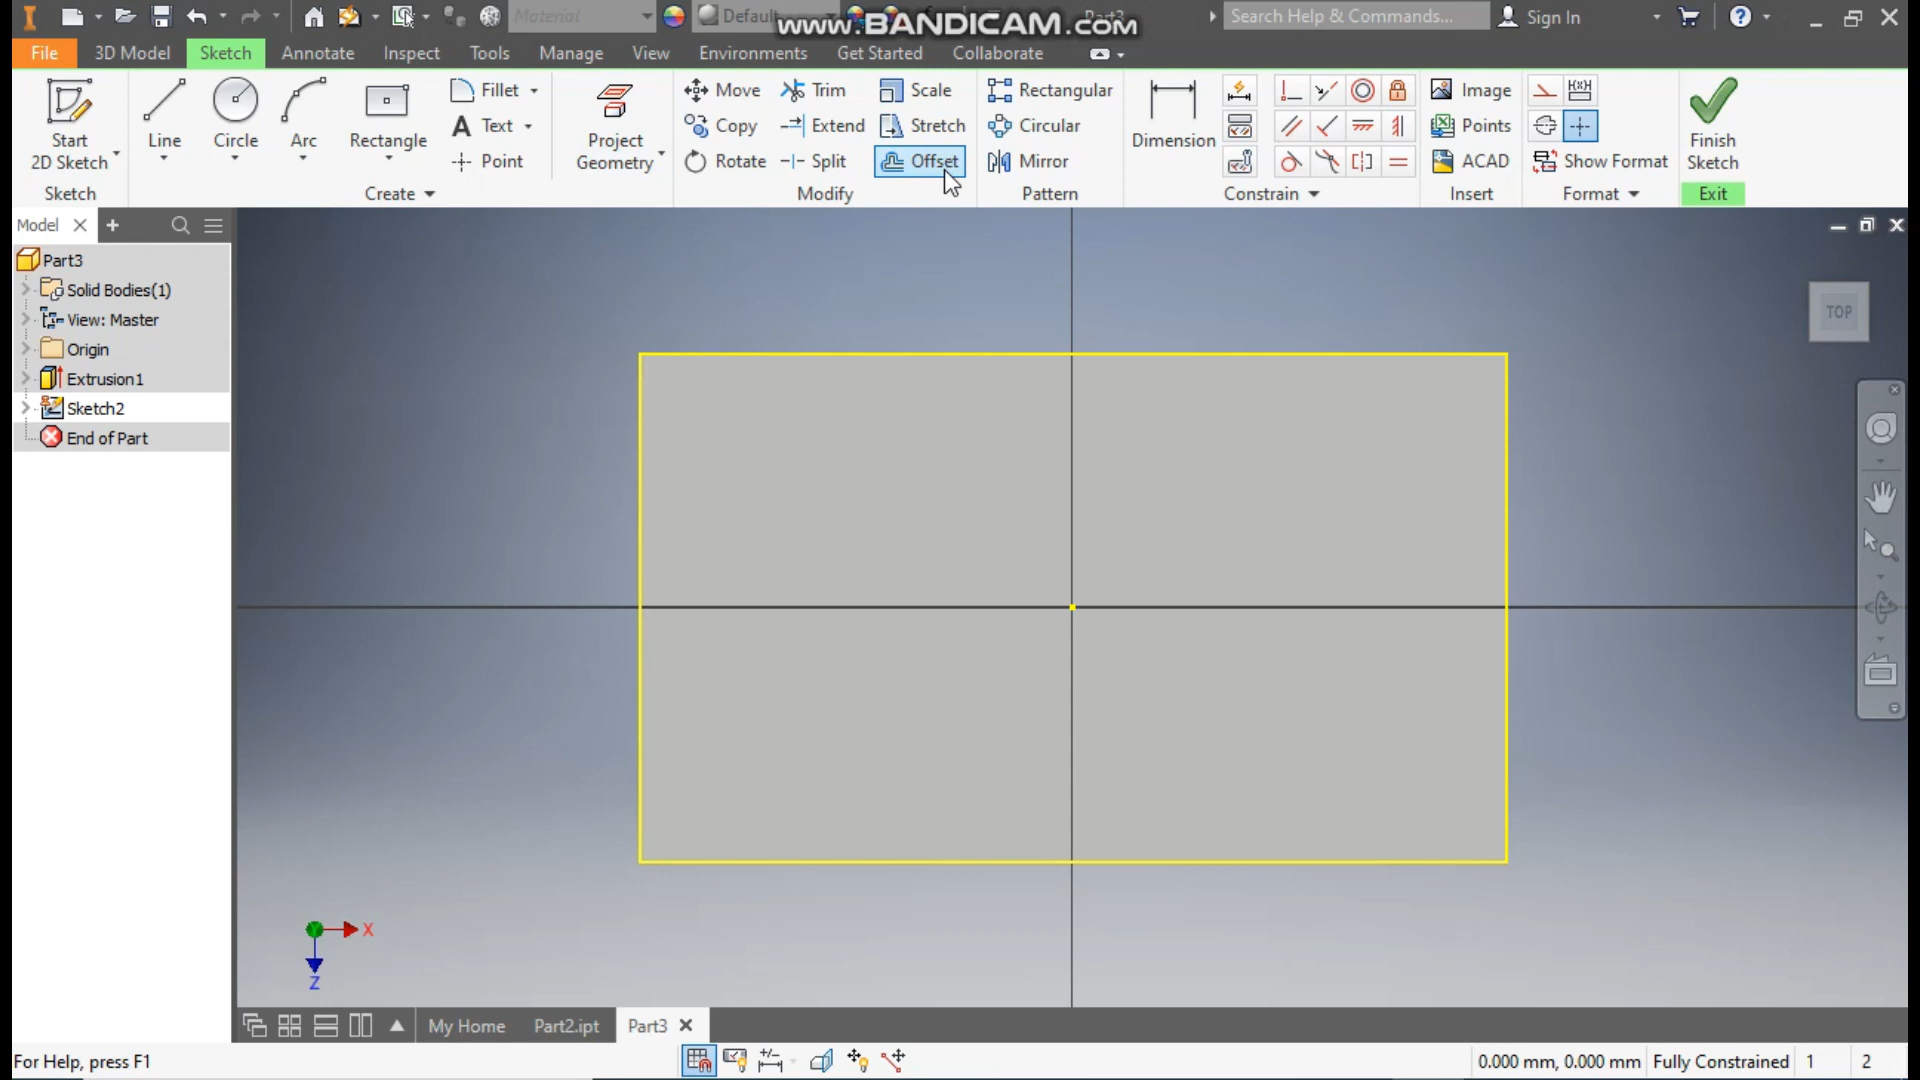 Material
Default
www.BANDICAM.com
Part3
Search Help & Commands...
Sign In
File
3D Model
Sketch
Annotate
Inspect
Tools
Manage
View
Environments
Get Started
Collaborate
Start
2D Sketch
Line
Circle
Arc
Rectangle
Fillet
Text
Point
Project
Geometry
Move
Copy
Rotate
Trim
Extend
Split
Scale
Stretch
Offset
Rectangular
Circular
Mirror
Dimension
Image
Points
ACAD
Show Format
Finish
Sketch
Sketch
Create
Modify
Pattern
Constrain
Insert
Format
Exit
Model
Part3
Solid Bodies(1)
View: Master
Origin
Extrusion1
Sketch2
End of Part
TOP
X
Z
My Home
Part2.ipt
Part3
For Help, press F1
0.000 mm, 0.000 mm
Fully Constrained
1
2